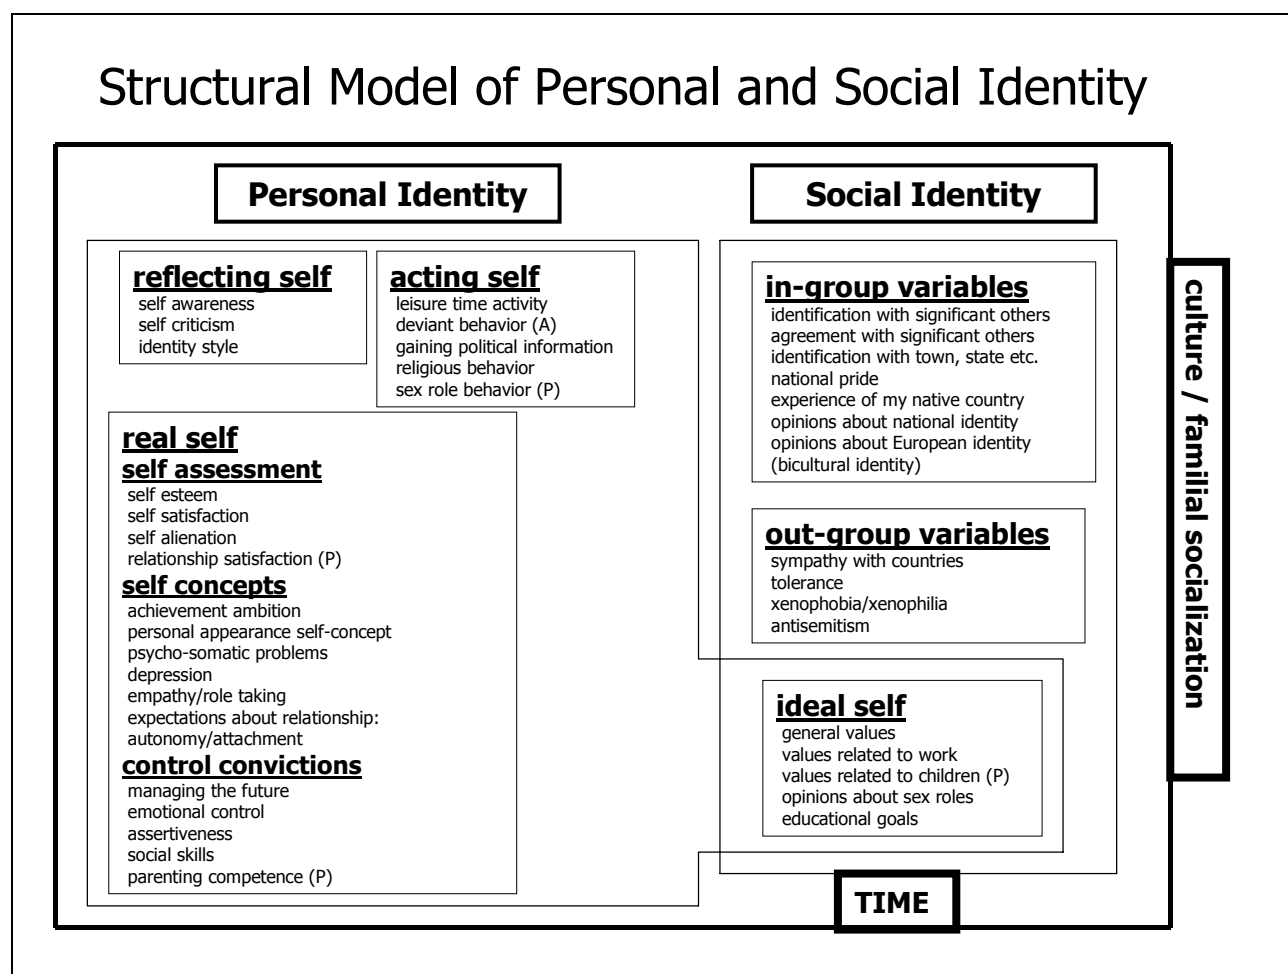 Structural Model of Personal and Social Identity
Personal Identity
reflecting self
self awareness
self criticism
identity style
acting self
leisure time activity
deviant behavior (A)
gaining political information
religious behavior
sex role behavior (P)
real self
self assessment
self esteem
self satisfaction
self alienation
relationship satisfaction (P)
self concepts
achievement ambition
personal appearance self-concept
psycho-somatic problems
depression
empathy/role taking
expectations about relationship:
autonomy/attachment
control convictions
managing the future
emotional control
assertiveness
social skills
parenting competence (P)
Social Identity
in-group variables
identification with significant others
agreement with significant others
identification with town, state etc.
national pride
experience of my native country
opinions about national identity
opinions about European identity
(bicultural identity)
out-group variables
sympathy with countries
tolerance
xenophobia/xenophilia
antisemitism
ideal self
general values
values related to work
values related to children (P)
opinions about sex roles
educational goals
culture / familial socialization
TIME